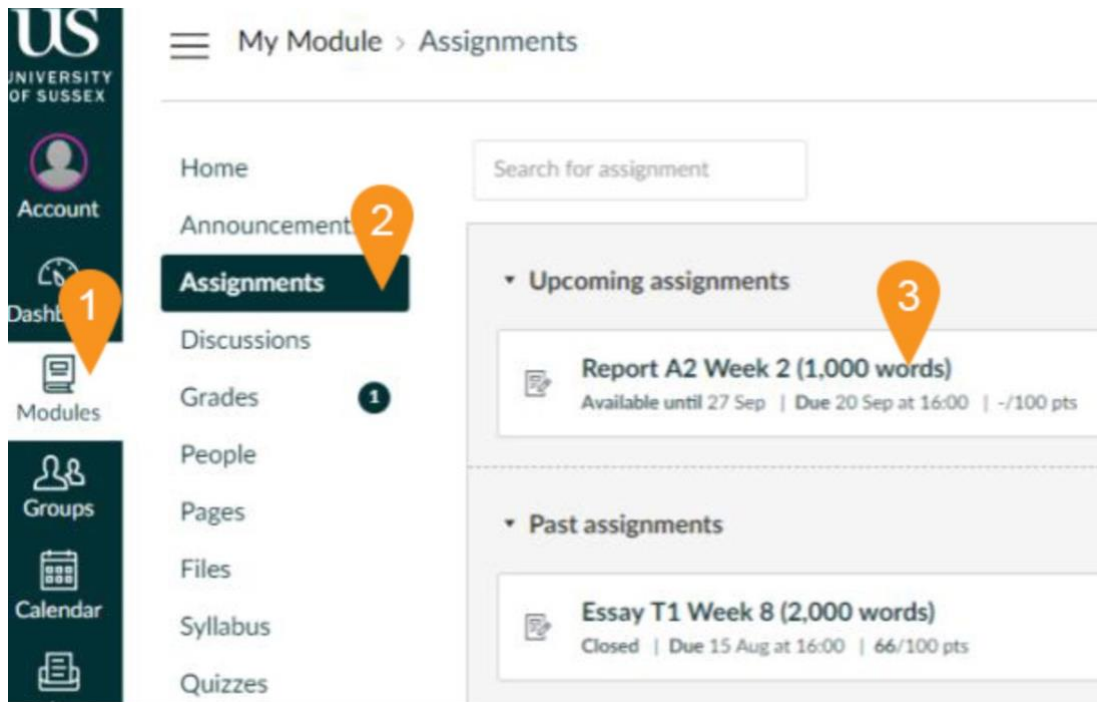 US
UNIVERSITY
OF SUSSEX
Account
1
Modules
Groups
Calendar
My Module > Assignments
Home
2
Assignments
Discussions
Grades 1
People
Pages
Files
Syllabus
Quizzes
Search for assignment
Upcoming assignments
3
Report A2 Week 2 (1,000 words)
Available until 27 Sep | Due 20 Sep at 16:00 | -/100 pts
Past assignments
Essay T1 Week 8 (2,000 words)
Closed | Due 15 Aug at 16:00 | 66/100 pts